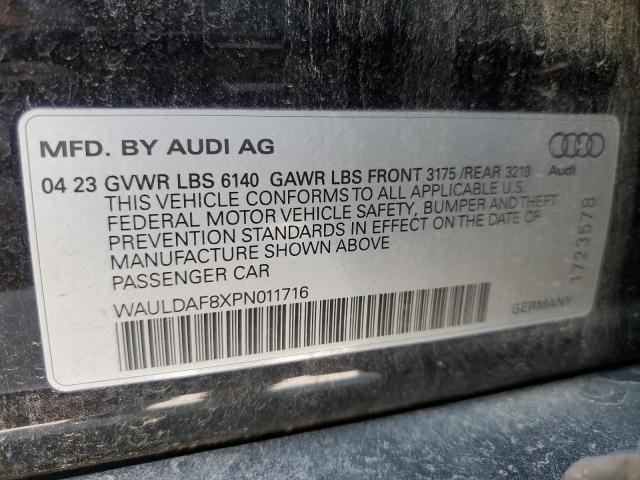 MFD. BY AUDI AG
04 23 GVWR LBS 6140 GAWR LBS FRONT 3175 /REAR 3219
THIS VEHICLE CONFORMS TO ALL APPLICABLE U.S.
FEDERAL MOTOR VEHICLE SAFETY, BUMPER AND THEFT
PREVENTION STANDARDS IN EFFECT ON THE DATE OF
MANUFACTURE SHOWN ABOVE
PASSENGER CAR
WAULDAF8XPN011716
GERMANY
Audi
1723578